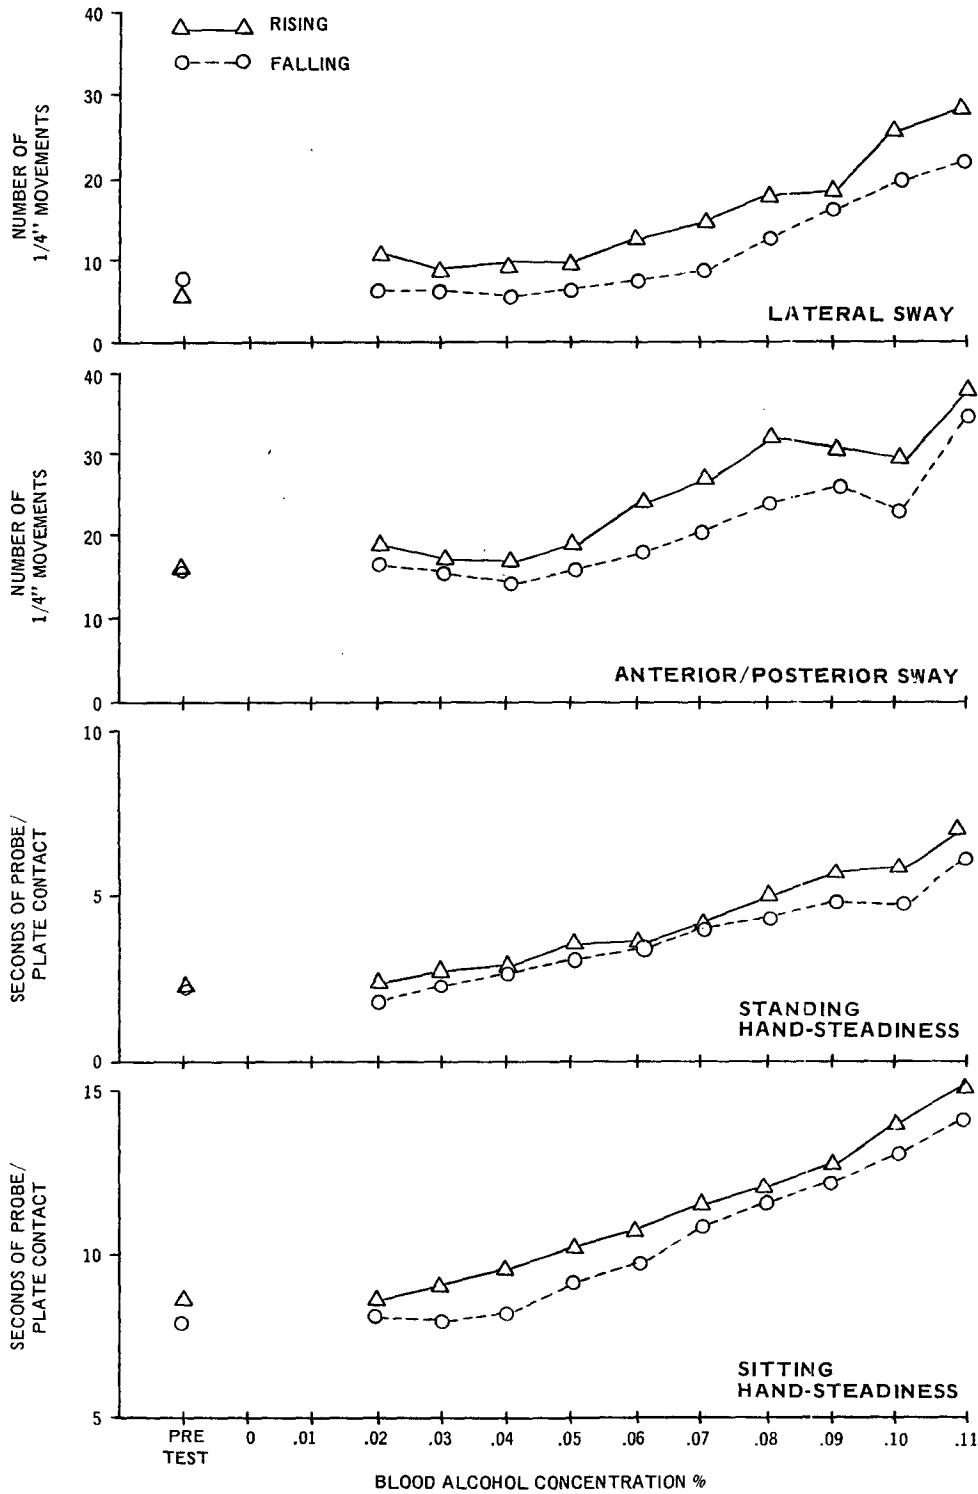 40
RISING
FALLING
30
20
10
0
NUMBER OF
1/4" MOVEMENTS
LATERAL SWAY
40
30
20
10
0
NUMBER OF
1/4" MOVEMENTS
ANTERIOR/POSTERIOR SWAY
10
5
0
SECONDS OF PROBE/
PLATE CONTACT
STANDING
HAND-STEADINESS
15
10
5
SECONDS OF PROBE/
PLATE CONTACT
SITTING
HAND-STEADINESS
PRE TEST 0 .01 .02 .03 .04 .05 .06 .07 .08 .09 .10 .11
BLOOD ALCOHOL CONCENTRATION %